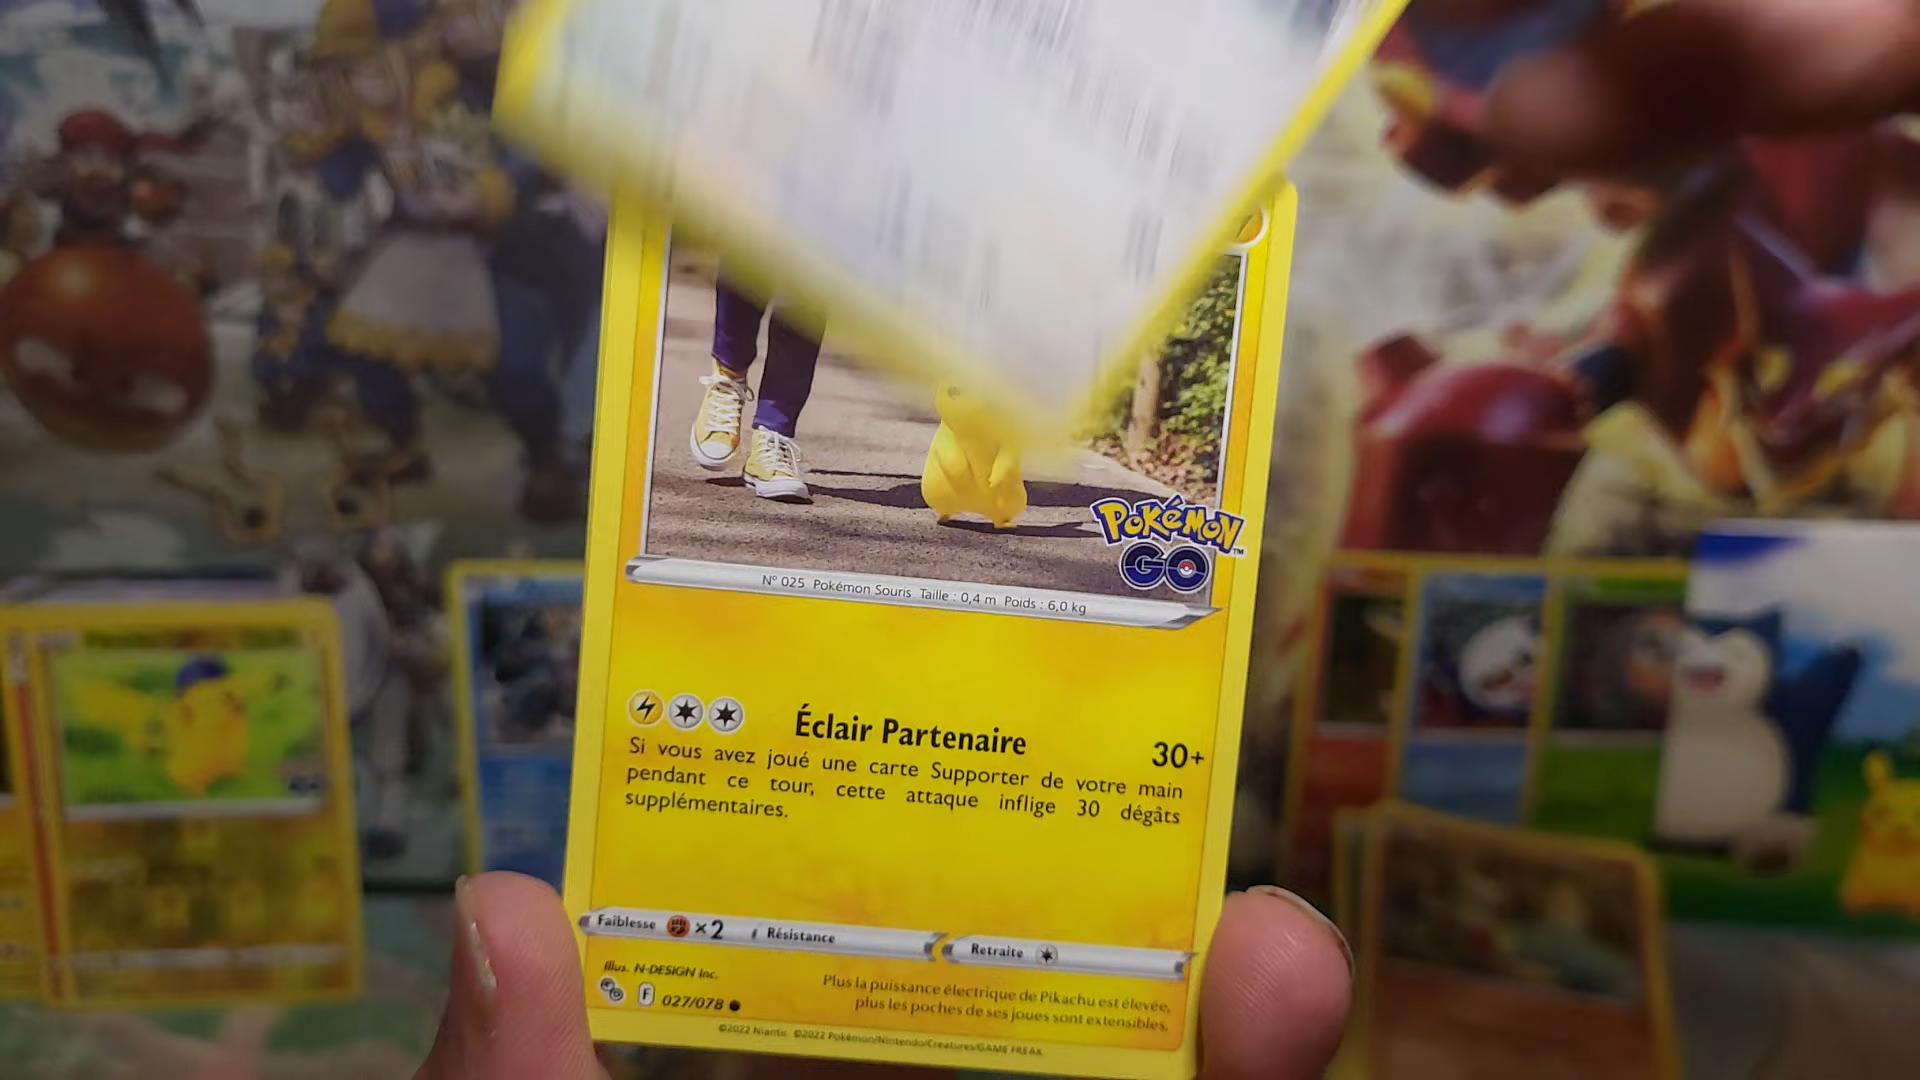 Pokémon™
GO
N° 025 Pokémon Souris Taille : 0,4 m Poids : 6,0 kg
Éclair Partenaire 30+
Si vous avez joué une carte Supporter de votre main
pendant ce tour, cette attaque inflige 30 dégâts
supplémentaires.
Faiblesse ×2 Résistance Retraite
Illus. N-DESIGN Inc.
F 027/078
Plus la puissance électrique de Pikachu est élevée,
plus les poches de ses joues sont extensibles.
©2022 Niantic ©2022 Pokémon/Nintendo/Creatures/GAME FREAK